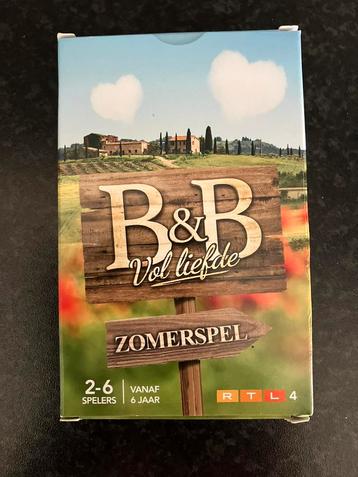 B&B
Vol liefde
ZOMERSPEL
2-6 SPELERS
VANAF 6 JAAR
RTL 4